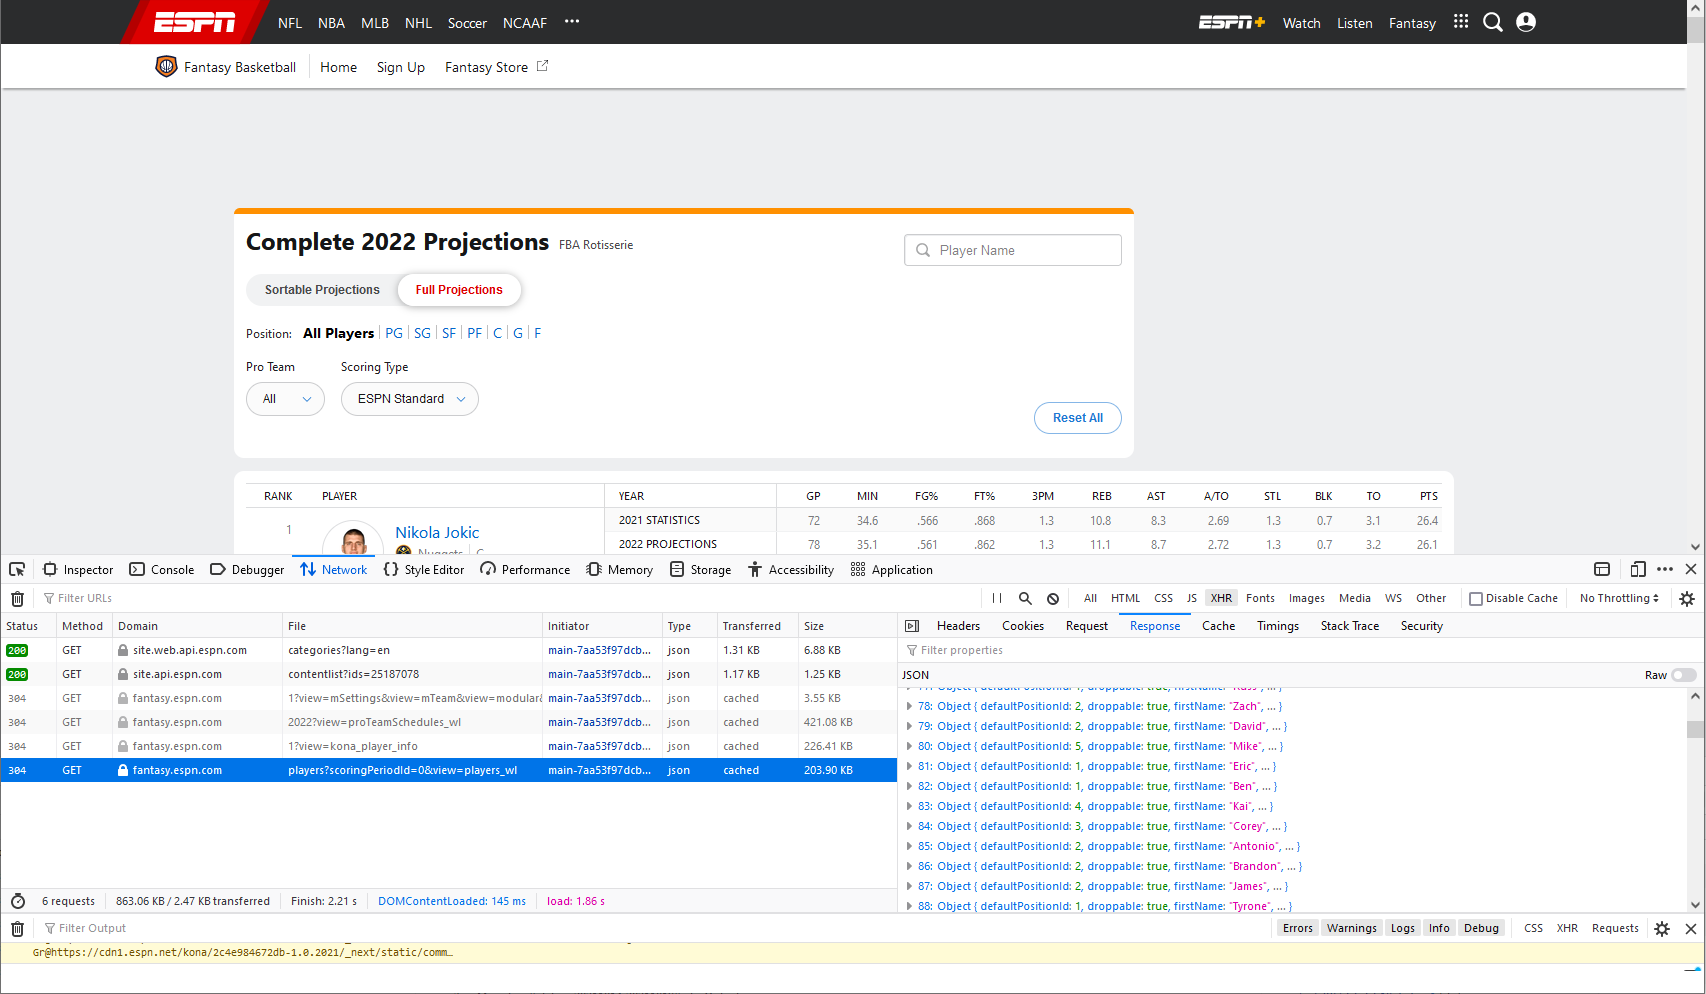 ESPN NFL NBA MLB NHL Soccer NCAAF ••• ESPN+ Watch Listen Fantasy
Fantasy Basketball Home Sign Up Fantasy Store
Complete 2022 Projections FBA Rotisserie Player Name
Sortable Projections Full Projections
Position: All Players PG SG SF PF C G F
Pro Team Scoring Type
All ESPN Standard
Reset All
RANK PLAYER YEAR GP MIN FG% FT% 3PM REB AST A/TO STL BLK TO PTS
1 Nikola Jokic 2021 STATISTICS 72 34.6 .566 .868 1.3 10.8 8.3 2.69 1.3 0.7 3.1 26.4
Nuggets C 2022 PROJECTIONS 78 35.1 .561 .862 1.3 11.1 8.7 2.72 1.3 0.7 3.2 26.1
Inspector Console Debugger Network Style Editor Performance Memory Storage Accessibility Application
Filter URLs All HTML CSS JS XHR Fonts Images Media WS Other Disable Cache No Throttling
Status Method Domain File Initiator Type Transferred Size
200 GET site.web.api.espn.com categories?lang=en main-7aa53f97dcb... json 1.31 KB 6.88 KB
200 GET site.api.espn.com contentlist?ids=25187078 main-7aa53f97dcb... json 1.17 KB 1.25 KB
304 GET fantasy.espn.com 1?view=mSettings&view=mTeam&view=modular& main-7aa53f97dcb... json cached 3.55 KB
304 GET fantasy.espn.com 2022?view=proTeamSchedules_wl main-7aa53f97dcb... json cached 421.08 KB
304 GET fantasy.espn.com 1?view=kona_player_info main-7aa53f97dcb... json cached 226.41 KB
304 GET fantasy.espn.com players?scoringPeriodId=0&view=players_wl main-7aa53f97dcb... json cached 203.90 KB
6 requests 863.06 KB / 2.47 KB transferred Finish: 2.21 s DOMContentLoaded: 145 ms load: 1.86 s
Headers Cookies Request Response Cache Timings Stack Trace Security
Filter properties
JSON Raw
77: Object { defaultPositionId: 1, droppable: true, firstName: "Russ", … }
78: Object { defaultPositionId: 2, droppable: true, firstName: "Zach", … }
79: Object { defaultPositionId: 2, droppable: true, firstName: "David", … }
80: Object { defaultPositionId: 5, droppable: true, firstName: "Mike", … }
81: Object { defaultPositionId: 1, droppable: true, firstName: "Eric", … }
82: Object { defaultPositionId: 1, droppable: true, firstName: "Ben", … }
83: Object { defaultPositionId: 4, droppable: true, firstName: "Kai", … }
84: Object { defaultPositionId: 3, droppable: true, firstName: "Corey", … }
85: Object { defaultPositionId: 2, droppable: true, firstName: "Antonio", … }
86: Object { defaultPositionId: 2, droppable: true, firstName: "Brandon", … }
87: Object { defaultPositionId: 2, droppable: true, firstName: "James", … }
88: Object { defaultPositionId: 1, droppable: true, firstName: "Tyrone", … }
Filter Output Errors Warnings Logs Info Debug CSS XHR Requests
Gr@https://cdn1.espn.net/kona/2c4e984672db-1.0.2021/_next/static/comm…